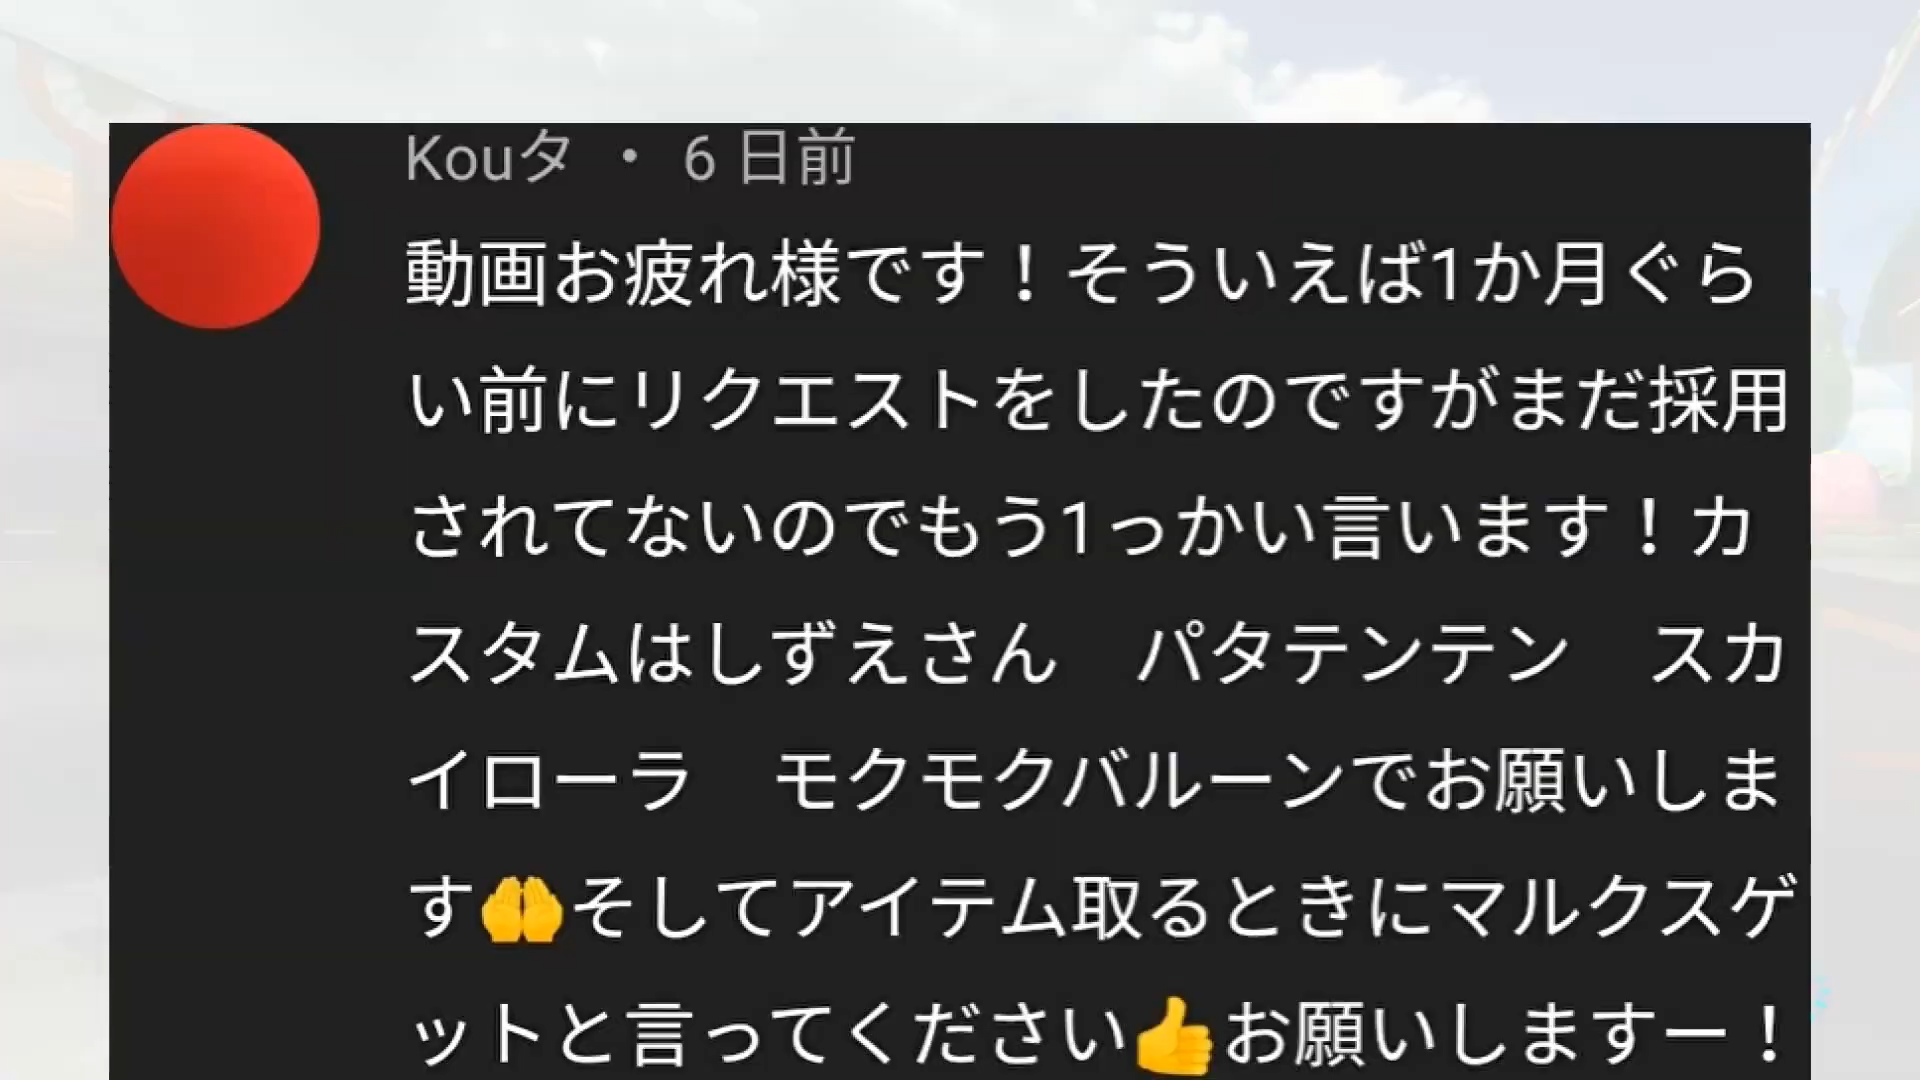 Kouタ ・ 6 日前
動画お疲れ様です！そういえば1か月ぐら
い前にリクエストをしたのですがまだ採用
されてないのでもう1っかい言います！カ
スタムはしずえさん　パタテンテン　スカ
イローラ　モクモクバルーンでお願いしま
す🤲そしてアイテム取るときにマルクスゲ
ットと言ってください👍お願いしますー！